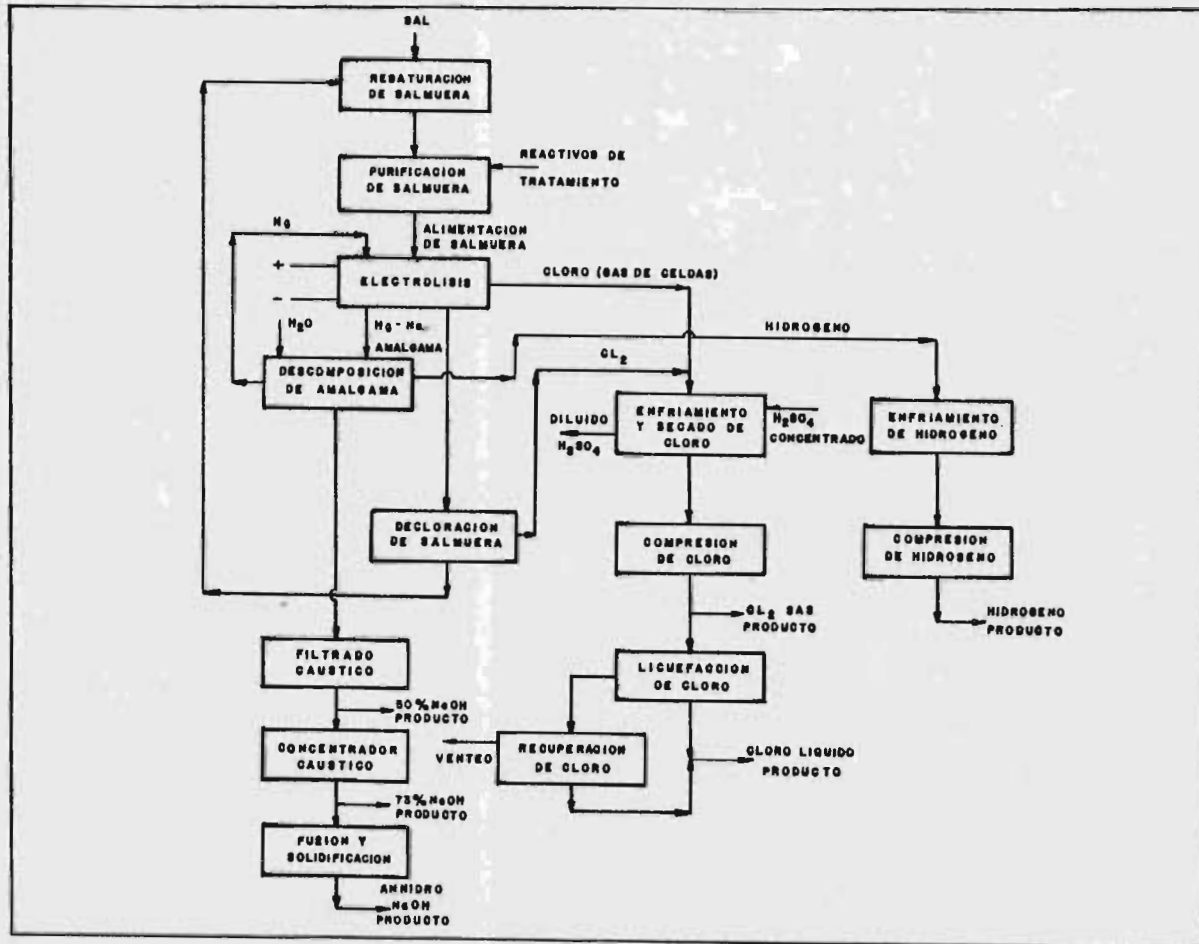 SAL
RESATURACION
DE SALMUERA
REACTIVOS DE
TRATAMIENTO
PURIFICACION
DE SALMUERA
Hg
ALIMENTACION
DE SALMUERA
+
ELECTROLISIS
-
CLORO (GAS DE CELDAS)
H2O
Hg - Na
AMALGAMA
HIDROGENO
DESCOMPOSICION
DE AMALGAMA
CL2
ENFRIAMIENTO
Y SECADO DE
CLORO
DILUIDO
H2SO4
H2SO4
CONCENTRADO
ENFRIAMIENTO
DE HIDROGENO
DECLORACION
DE SALMUERA
COMPRESION
DE CLORO
COMPRESION
DE HIDROGENO
CL2 GAS
PRODUCTO
HIDROGENO
PRODUCTO
FILTRADO
CAUSTICO
LICUEFACCION
DE CLORO
50% NaOH
PRODUCTO
CONCENTRADOR
CAUSTICO
VENTEO
RECUPERACION
DE CLORO
CLORO LIQUIDO
PRODUCTO
73% NaOH
PRODUCTO
FUSION Y
SOLIDIFICACION
ANHIDRO
NaOH
PRODUCTO